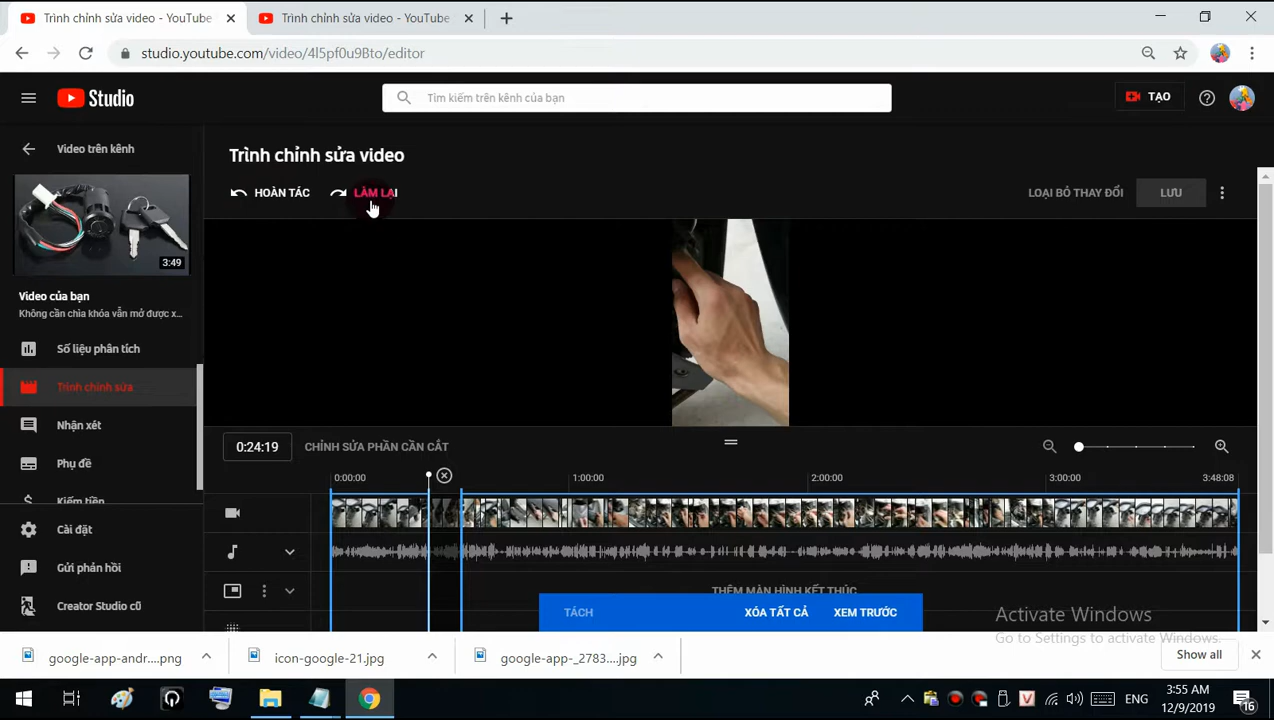 Trình chỉnh sửa video - YouTube
Trình chỉnh sửa video - YouTube
studio.youtube.com/video/4l5pf0u9Bto/editor
Studio
Tìm kiếm trên kênh của bạn
TẠO
Video trên kênh
3:49
Video của bạn
Không cần chìa khóa vẫn mở được x...
Số liệu phân tích
Trình chỉnh sửa
Nhận xét
Phụ đề
Kiếm tiền
Cài đặt
Gửi phản hồi
Creator Studio cũ
Trình chỉnh sửa video
HOÀN TÁC
LÀM LẠI
LOẠI BỎ THAY ĐỔI
LƯU
0:24:19
CHỈNH SỬA PHẦN CẦN CẮT
0:00:00
1:00:00
2:00:00
3:00:00
3:48:08
THÊM MÀN HÌNH KẾT THÚC
TÁCH
XÓA TẤT CẢ
XEM TRƯỚC
Activate Windows
Go to Settings to activate Windows.
google-app-andr....png
icon-google-21.jpg
google-app-_2783....jpg
Show all
ENG
3:55 AM
12/9/2019
16